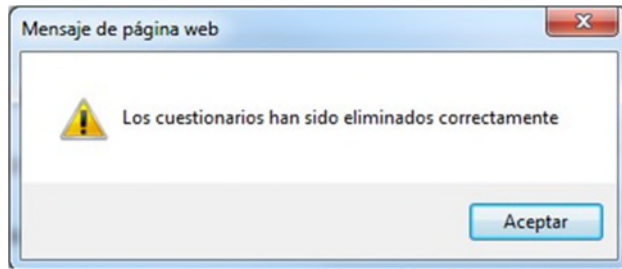 Mensaje de página web
Los cuestionarios han sido eliminados correctamente
Aceptar